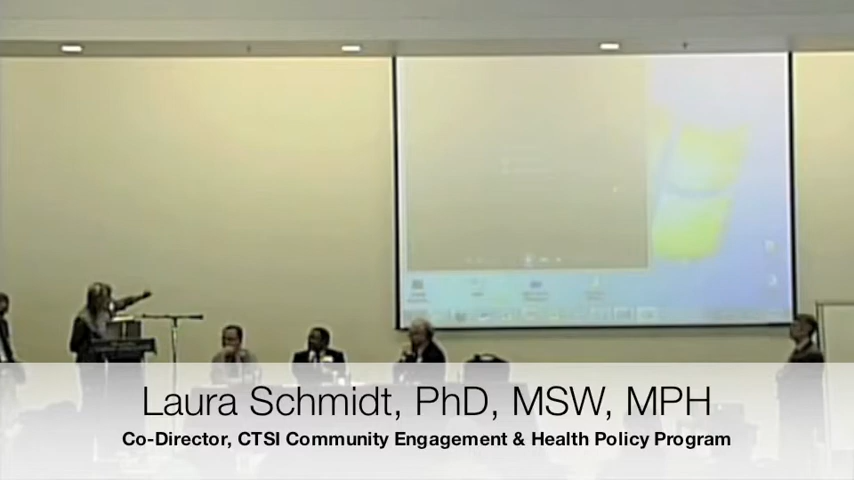 Laura Schmidt, PhD, MSW, MPH
Co-Director, CTSI Community Engagement & Health Policy Program